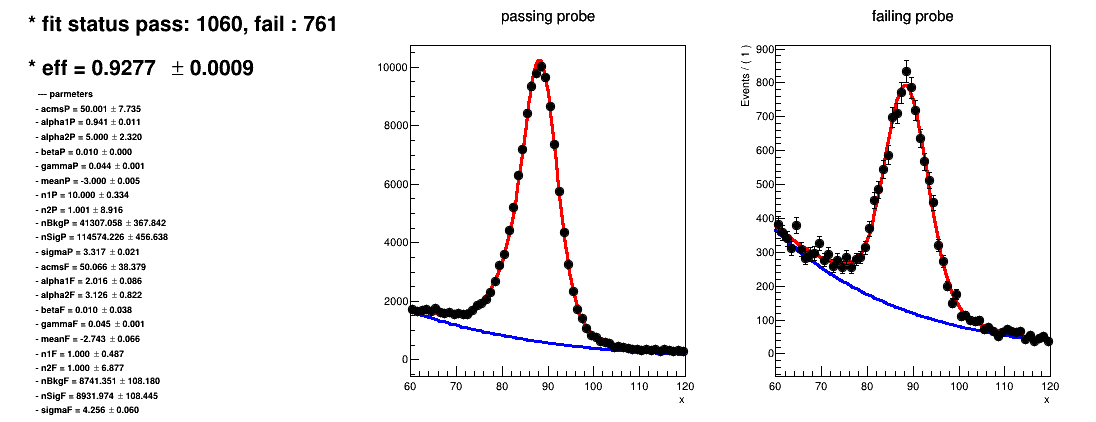 * fit status pass: 1060, fail : 761
* eff = 0.9277 ± 0.0009
--- parmeters
- acmsP = 50.001 ± 7.735
- alpha1P = 0.941 ± 0.011
- alpha2P = 5.000 ± 2.320
- betaP = 0.010 ± 0.000
- gammaP = 0.044 ± 0.001
- meanP = -3.000 ± 0.005
- n1P = 10.000 ± 0.334
- n2P = 1.001 ± 8.916
- nBkgP = 41307.058 ± 367.842
- nSigP = 114574.226 ± 456.638
- sigmaP = 3.317 ± 0.021
- acmsF = 50.066 ± 38.379
- alpha1F = 2.016 ± 0.086
- alpha2F = 3.126 ± 0.822
- betaF = 0.010 ± 0.038
- gammaF = 0.045 ± 0.001
- meanF = -2.743 ± 0.066
- n1F = 1.000 ± 0.487
- n2F = 1.000 ± 6.877
- nBkgF = 8741.351 ± 108.180
- nSigF = 8931.974 ± 108.445
- sigmaF = 4.256 ± 0.060
passing probe
10000
8000
6000
4000
2000
0
60 70 80 90 100 110 120
x
failing probe
Events / ( 1 )
900
800
700
600
500
400
300
200
100
0
60 70 80 90 100 110 120
x